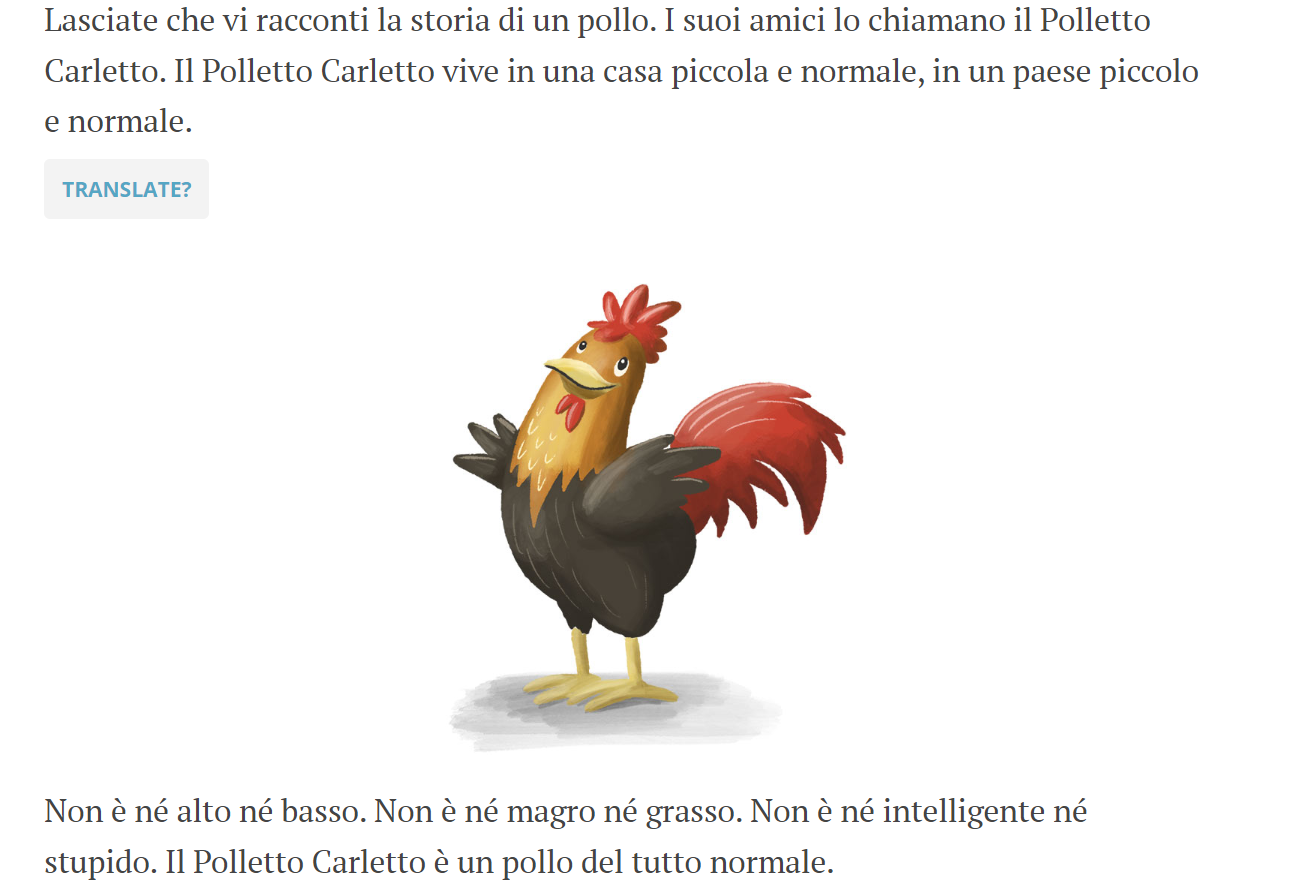 Lasciate che vi racconti la storia di un pollo. I suoi amici lo chiamano il Polletto
Carletto. Il Polletto Carletto vive in una casa piccola e normale, in un paese piccolo
e normale.
TRANSLATE?
Non è né alto né basso. Non è né magro né grasso. Non è né intelligente né
stupido. Il Polletto Carletto è un pollo del tutto normale.